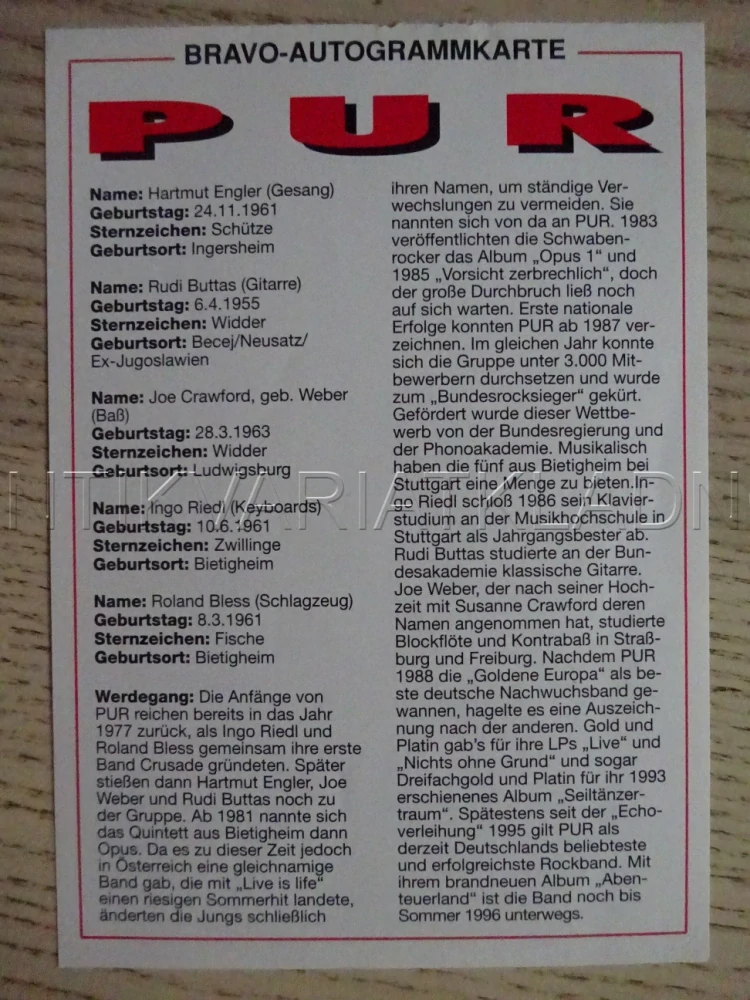 BRAVO-AUTOGRAMMKARTE
PUR
Name: Hartmut Engler (Gesang)
Geburtstag: 24.11.1961
Sternzeichen: Schütze
Geburtsort: Ingersheim
Name: Rudi Buttas (Gitarre)
Geburtstag: 6.4.1955
Sternzeichen: Widder
Geburtsort: Becej/Neusatz/
Ex-Jugoslawien
Name: Joe Crawford, geb. Weber
(Baß)
Geburtstag: 28.3.1963
Sternzeichen: Widder
Geburtsort: Ludwigsburg
Name: Ingo Riedl (Keyboards)
Geburtstag: 10.6.1961
Sternzeichen: Zwillinge
Geburtsort: Bietigheim
Name: Roland Bless (Schlagzeug)
Geburtstag: 8.3.1961
Sternzeichen: Fische
Geburtsort: Bietigheim
Werdegang: Die Anfänge von
PUR reichen bereits in das Jahr
1977 zurück, als Ingo Riedl und
Roland Bless gemeinsam ihre erste
Band Crusade gründeten. Später
stießen dann Hartmut Engler, Joe
Weber und Rudi Buttas noch zu
der Gruppe. Ab 1981 nannte sich
das Quintett aus Bietigheim dann
Opus. Da es zu dieser Zeit jedoch
in Österreich eine gleichnamige
Band gab, die mit „Live is life“
einen riesigen Sommerhit landete,
änderten die Jungs schließlich
ihren Namen, um ständige Ver-
wechslungen zu vermeiden. Sie
nannten sich von da an PUR. 1983
veröffentlichten die Schwaben-
rocker das Album „Opus 1“ und
1985 „Vorsicht zerbrechlich“, doch
der große Durchbruch ließ noch
auf sich warten. Erste nationale
Erfolge konnten PUR ab 1987 ver-
zeichnen. Im gleichen Jahr konnte
sich die Gruppe unter 3.000 Mit-
bewerbern durchsetzen und wurde
zum „Bundesrocksieger“ gekürt.
Gefördert wurde dieser Wettbe-
werb von der Bundesregierung und
der Phonoakademie. Musikalisch
haben die fünf aus Bietigheim bei
Stuttgart eine Menge zu bieten.In-
go Riedl schloß 1986 sein Klavier-
studium an der Musikhochschule in
Stuttgart als Jahrgangsbester ab.
Rudi Buttas studierte an der Bun-
desakademie klassische Gitarre.
Joe Weber, der nach seiner Hoch-
zeit mit Susanne Crawford deren
Namen angenommen hat, studierte
Blockflöte und Kontrabaß in Straß-
burg und Freiburg. Nachdem PUR
1988 die „Goldene Europa“ als be-
ste deutsche Nachwuchsband ge-
wannen, hagelte es eine Auszeich-
nung nach der anderen. Gold und
Platin gab's für ihre LPs „Live“ und
„Nichts ohne Grund“ und sogar
Dreifachgold und Platin für ihr 1993
erschienenes Album „Seiltänzer-
traum“. Spätestens seit der „Echo-
verleihung“ 1995 gilt PUR als
derzeit Deutschlands beliebteste
und erfolgreichste Rockband. Mit
ihrem brandneuen Album „Aben-
teuerland“ ist die Band noch bis
Sommer 1996 unterwegs.
NTIKVARIATKLADN